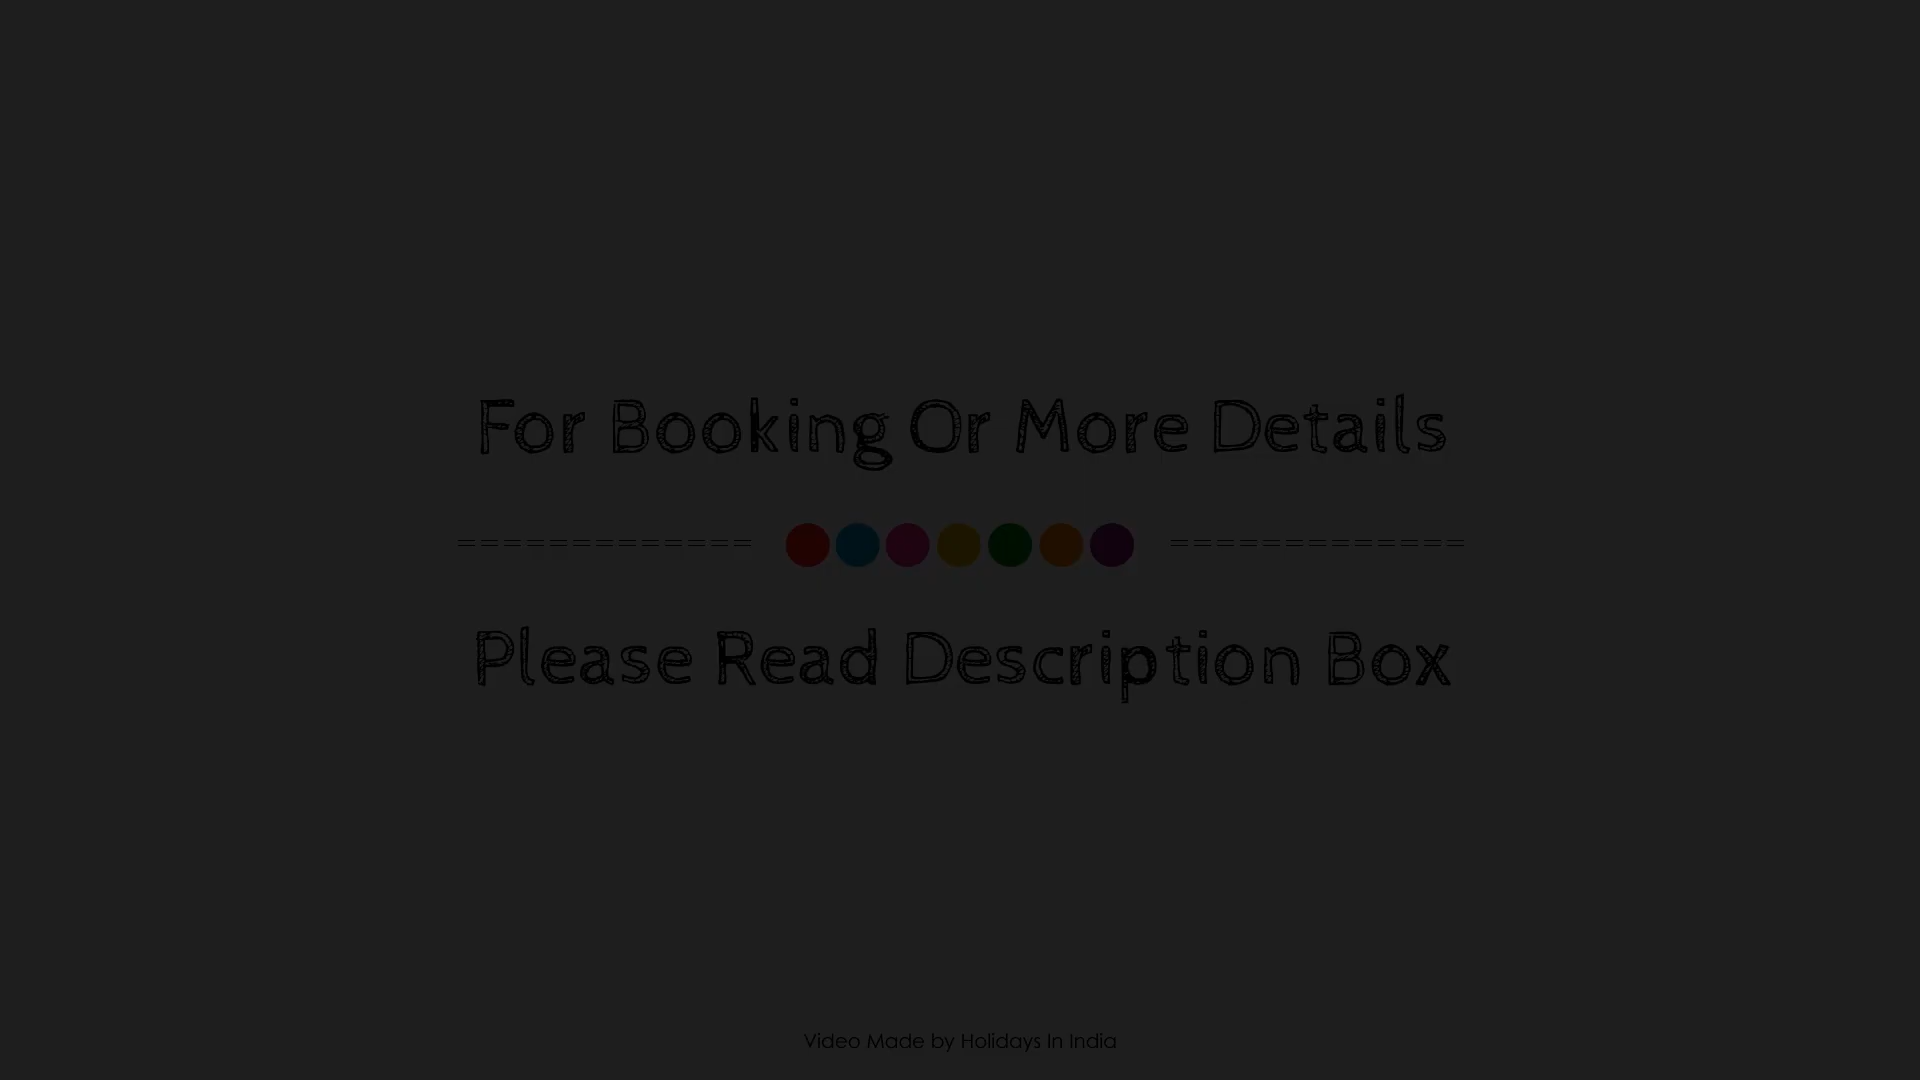 For Booking Or More Details
============= =============
Please Read Description Box
Video Made by Holidays In India